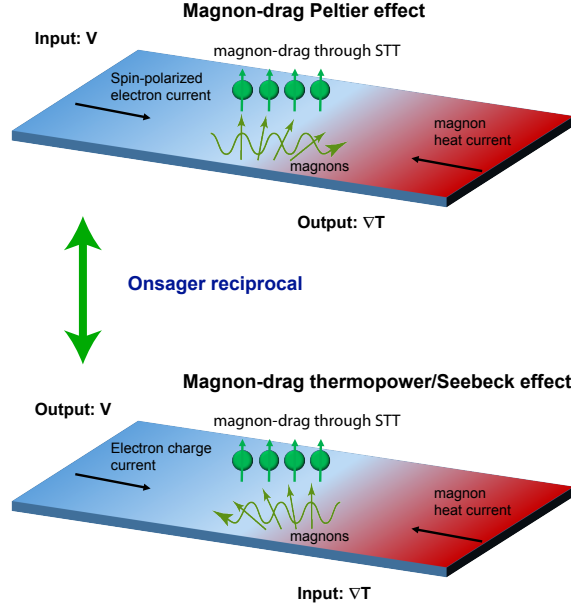 Magnon-drag Peltier effect
Input: V
magnon-drag through STT
Spin-polarized
electron current
magnon
heat current
magnons
Output: ∇T
Onsager reciprocal
Magnon-drag thermopower/Seebeck effect
Output: V
magnon-drag through STT
Electron charge
current
magnon
heat current
magnons
Input: ∇T